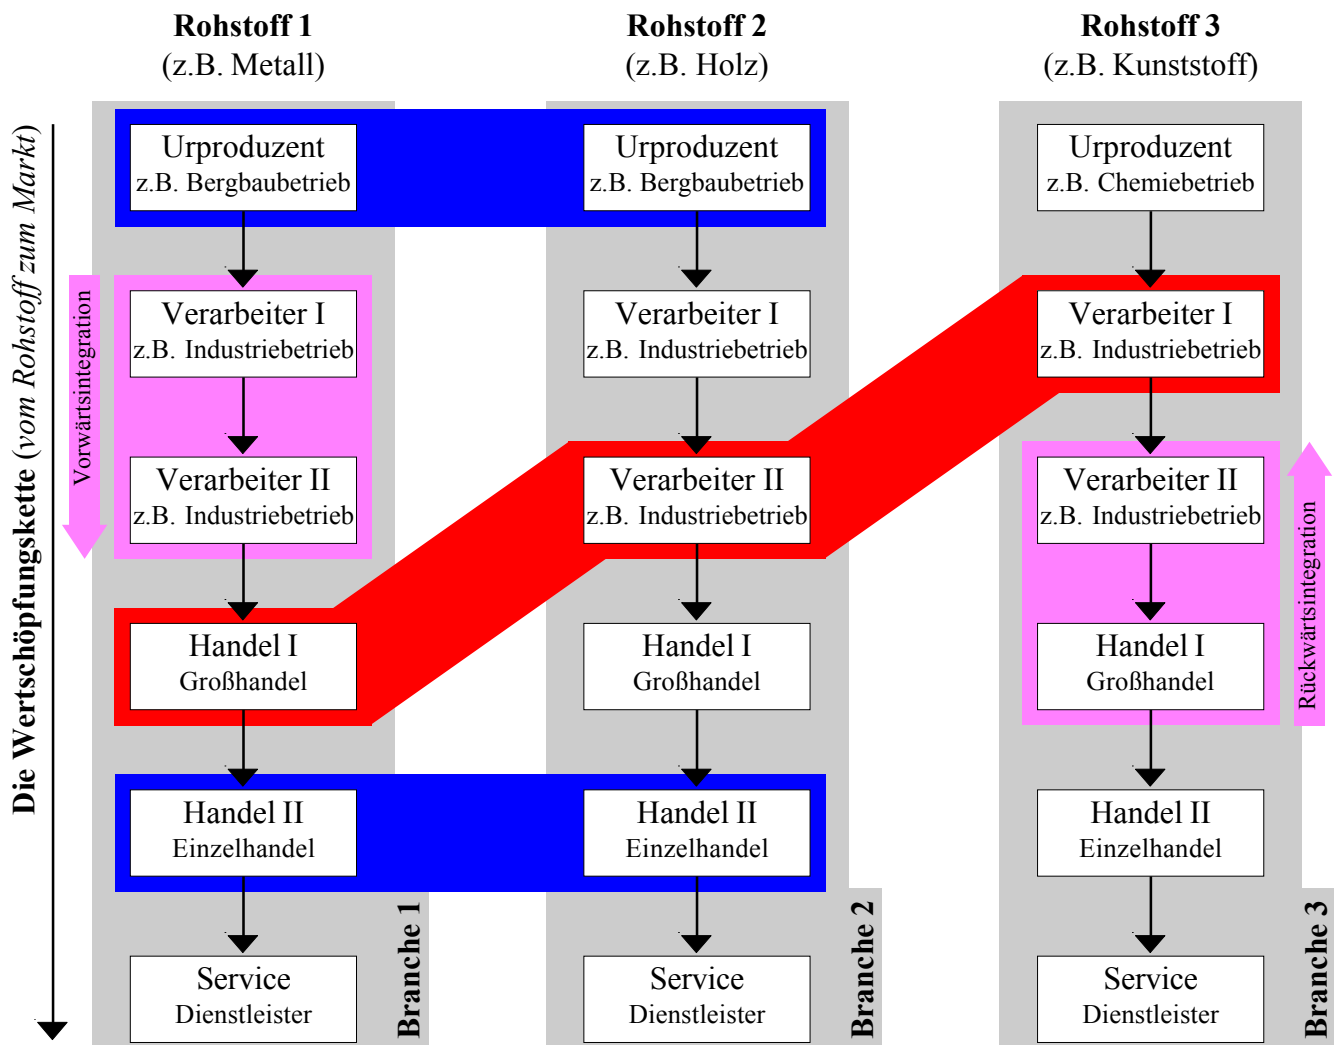 Rohstoff 1
(z.B. Metall)
Rohstoff 2
(z.B. Holz)
Rohstoff 3
(z.B. Kunststoff)
Die Wertschöpfungskette (vom Rohstoff zum Markt)
Urproduzent
z.B. Bergbaubetrieb
Urproduzent
z.B. Bergbaubetrieb
Urproduzent
z.B. Chemiebetrieb
Vorwärtsintegration
Verarbeiter I
z.B. Industriebetrieb
Verarbeiter I
z.B. Industriebetrieb
Verarbeiter I
z.B. Industriebetrieb
Verarbeiter II
z.B. Industriebetrieb
Verarbeiter II
z.B. Industriebetrieb
Verarbeiter II
z.B. Industriebetrieb
Rückwärtsintegration
Handel I
Großhandel
Handel I
Großhandel
Handel I
Großhandel
Handel II
Einzelhandel
Handel II
Einzelhandel
Handel II
Einzelhandel
Service
Dienstleister
Branche 1
Service
Dienstleister
Branche 2
Service
Dienstleister
Branche 3